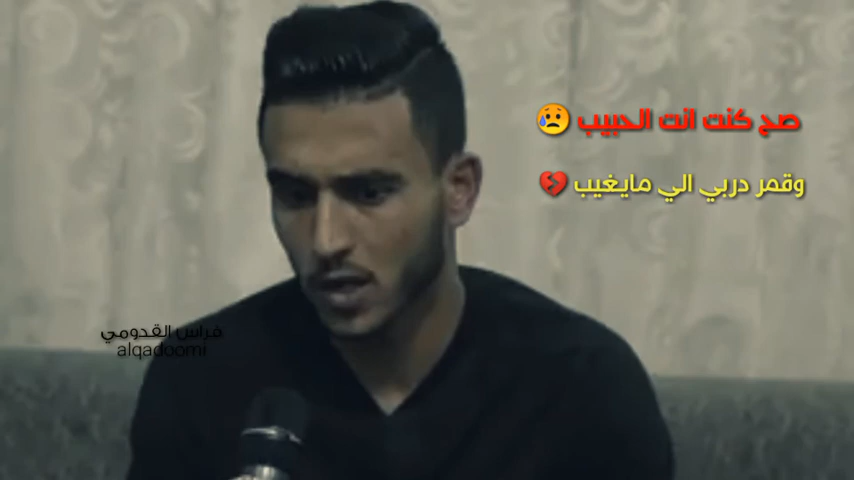 صح كنت انت الحبيب 😥
وقمر دربي الي مايغيب 💔
فراس القدومي
alqadoomi